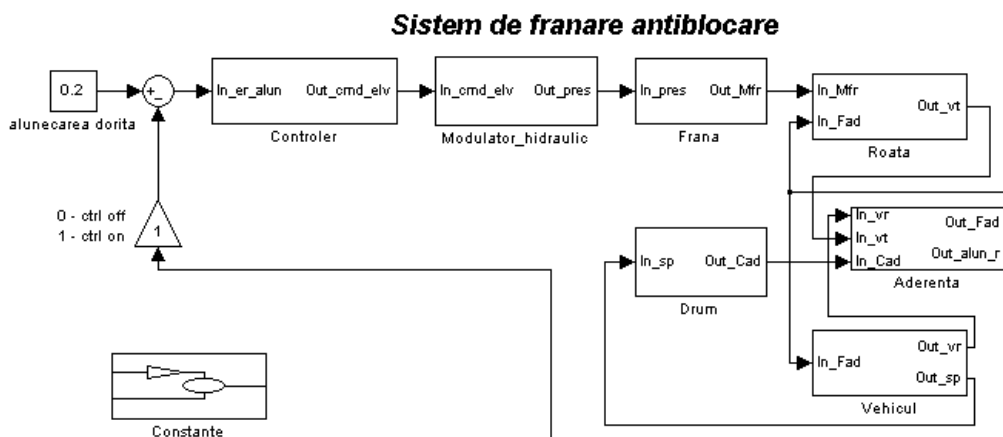 Sistem de franare antiblocare
0.2
alunecarea dorita
+
-
In_er_alun
Out_cmd_elv
Controler
In_cmd_elv
Out_pres
Modulator_hidraulic
In_pres
Out_Mfr
Frana
In_Mfr
In_Fad
Out_vt
Roata
0 - ctrl off
1 - ctrl on
1
In_sp
Out_Cad
Drum
In_vr
In_vt
In_Cad
Out_Fad
Out_alun_r
Aderenta
In_Fad
Out_vr
Out_sp
Vehicul
Constante